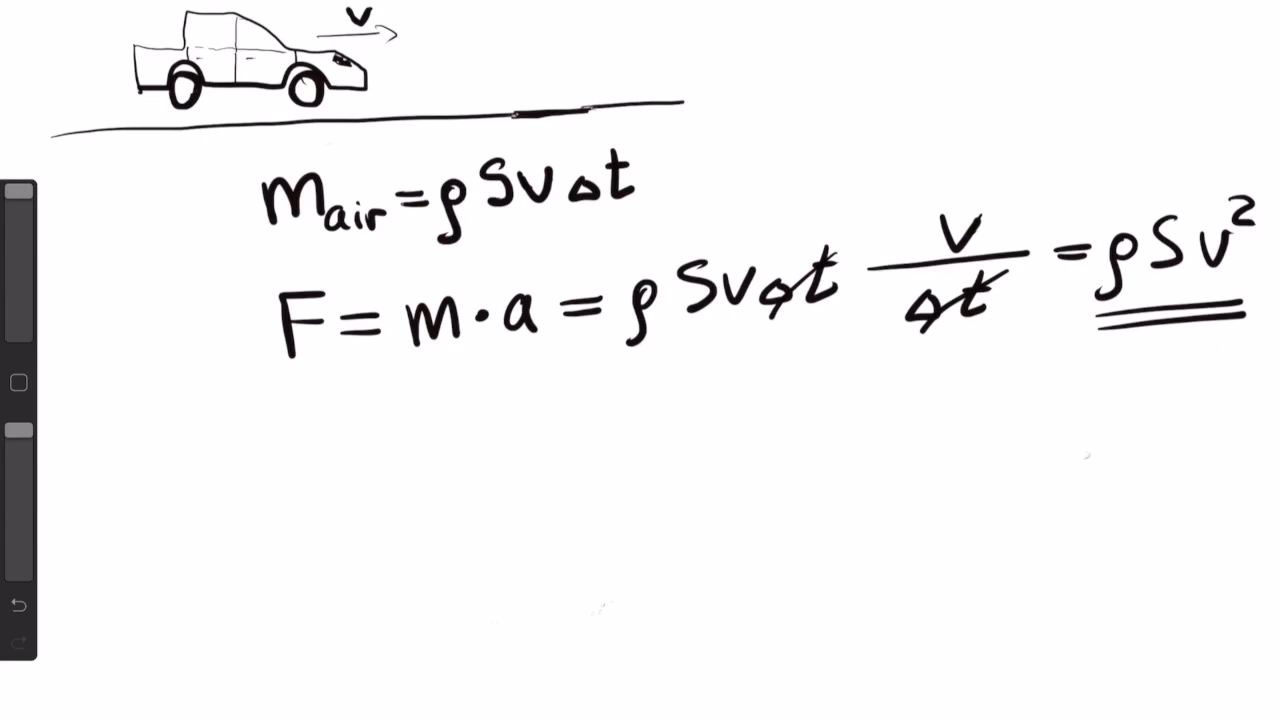 v
m_air = ρSvΔt
F = m·a = ρSvΔt v/Δt = ρSv²